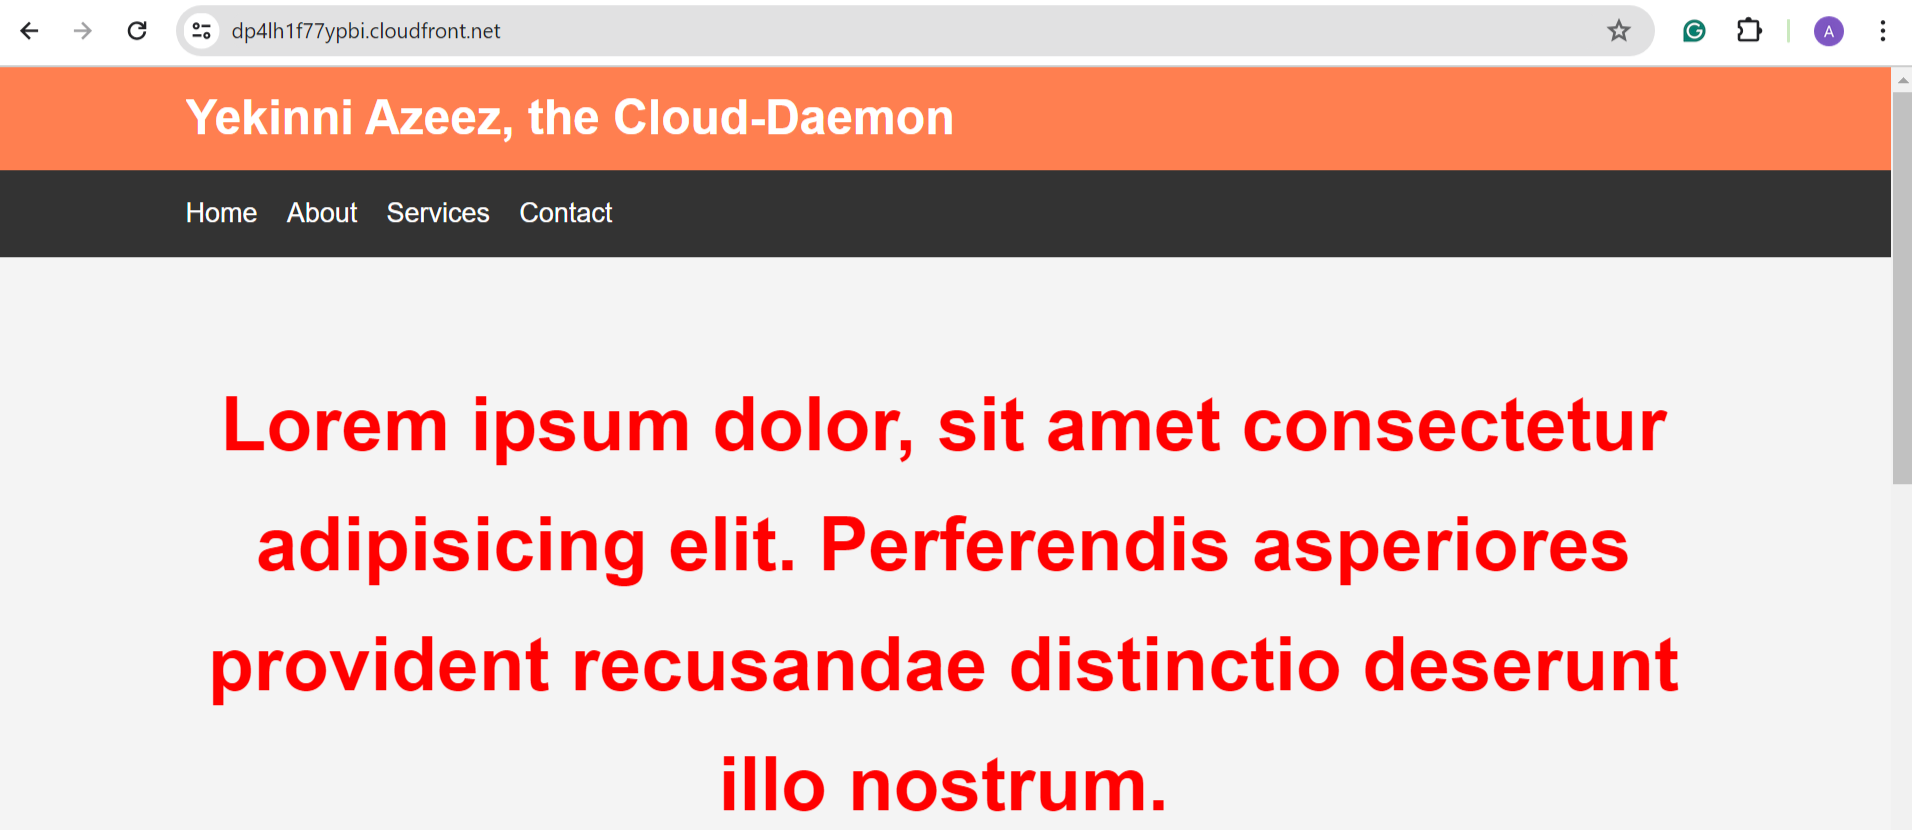 dp4lh1f77ypbi.cloudfront.net
A
Yekinni Azeez, the Cloud-Daemon
Home About Services Contact
Lorem ipsum dolor, sit amet consectetur
adipisicing elit. Perferendis asperiores
provident recusandae distinctio deserunt
illo nostrum.